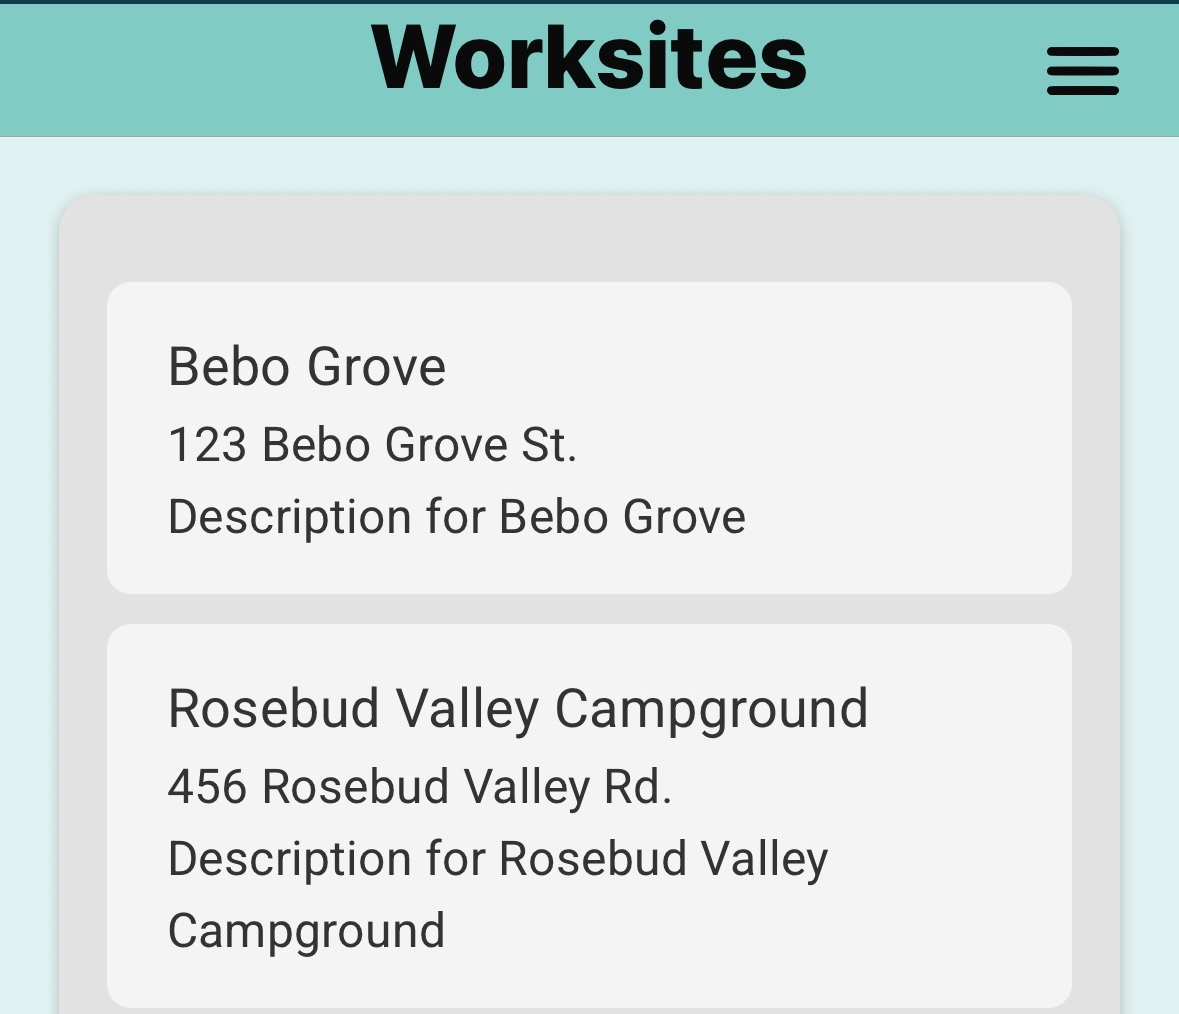 Worksites
Bebo Grove
123 Bebo Grove St.
Description for Bebo Grove
Rosebud Valley Campground
456 Rosebud Valley Rd.
Description for Rosebud Valley
Campground